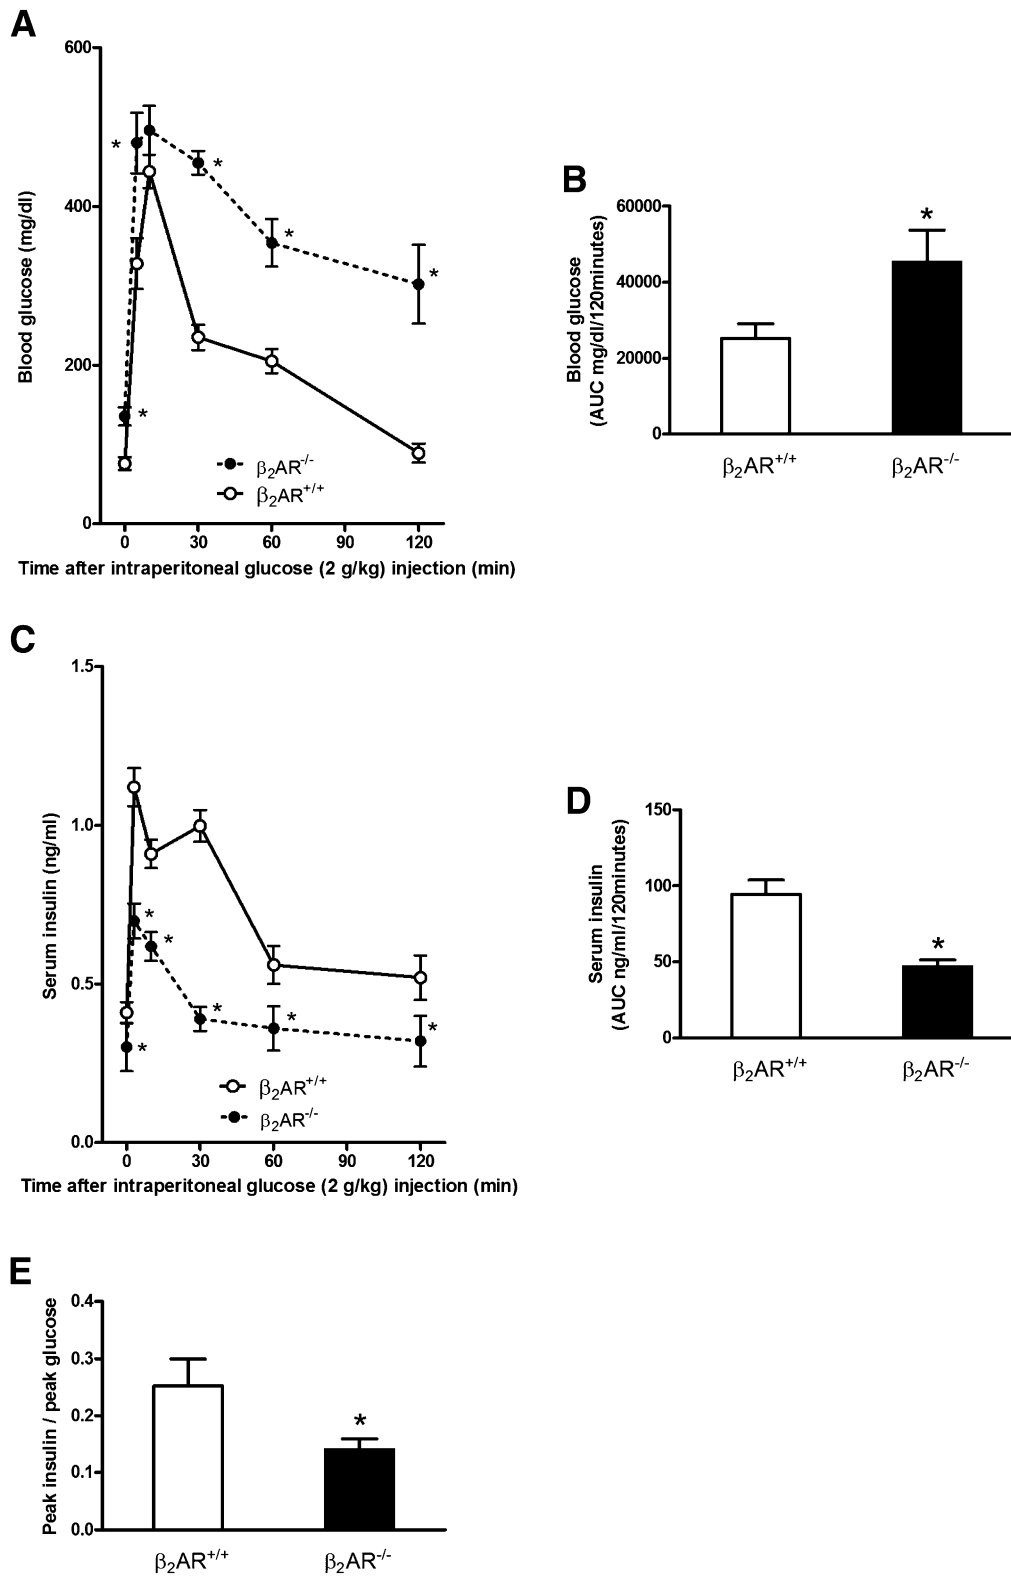 A
600
400
200
0
Blood glucose (mg/dl)
*
*
*
*
*
β₂AR⁻/⁻
β₂AR⁺/⁺
0 30 60 90 120
Time after intraperitoneal glucose (2 g/kg) injection (min)
B
60000
40000
20000
0
Blood glucose
(AUC mg/dl/120minutes)
*
β₂AR⁺/⁺ β₂AR⁻/⁻
C
1.5
1.0
0.5
0.0
Serum insulin (ng/ml)
*
*
*
*
*
*
β₂AR⁺/⁺
β₂AR⁻/⁻
0 30 60 90 120
Time after intraperitoneal glucose (2 g/kg) injection (min)
D
150
100
50
0
Serum insulin
(AUC ng/ml/120minutes)
*
β₂AR⁺/⁺ β₂AR⁻/⁻
E
0.4
0.3
0.2
0.1
0.0
Peak insulin / peak glucose
*
β₂AR⁺/⁺ β₂AR⁻/⁻